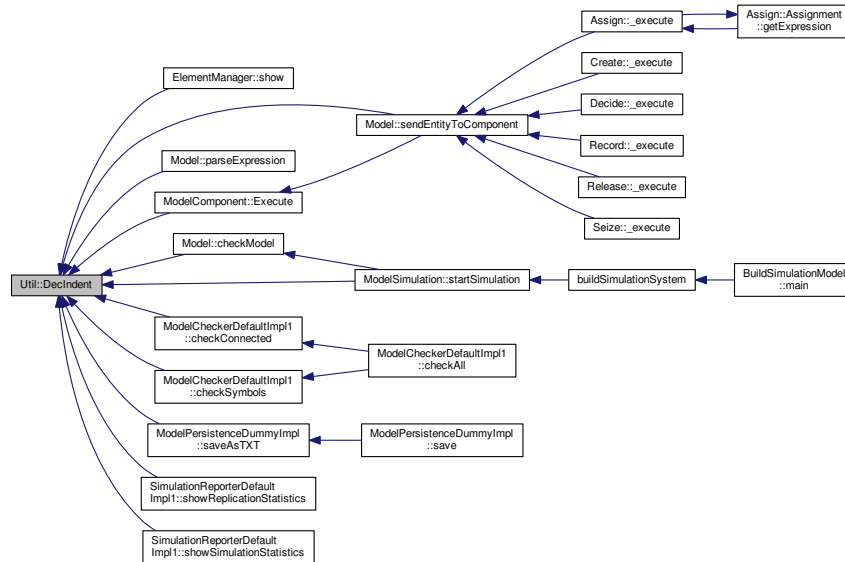 Assign::_execute
Assign::Assignment
::getExpression
Create::_execute
ElementManager::show
Decide::_execute
Model::sendEntityToComponent
Record::_execute
Model::parseExpression
Release::_execute
ModelComponent::Execute
Seize::_execute
Model::checkModel
Util::DecIndent
ModelSimulation::startSimulation
buildSimulationSystem
BuildSimulationModel
::main
ModelCheckerDefaultImpl1
::checkConnected
ModelCheckerDefaultImpl1
::checkAll
ModelCheckerDefaultImpl1
::checkSymbols
ModelPersistenceDummyImpl
::saveAsTXT
ModelPersistenceDummyImpl
::save
SimulationReporterDefault
Impl1::showReplicationStatistics
SimulationReporterDefault
Impl1::showSimulationStatistics